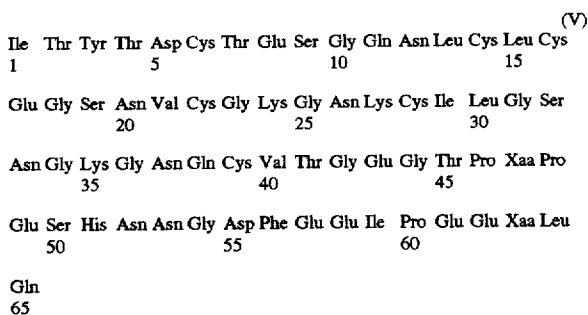 (V)
Ile Thr Tyr Thr Asp Cys Thr Glu Ser Gly Gln Asn Leu Cys Leu Cys
1 5 10 15
Glu Gly Ser Asn Val Cys Gly Lys Gly Asn Lys Cys Ile Leu Gly Ser
20 25 30
Asn Gly Lys Gly Asn Gln Cys Val Thr Gly Glu Gly Thr Pro Xaa Pro
35 40 45
Glu Ser His Asn Asn Gly Asp Phe Glu Glu Ile Pro Glu Glu Xaa Leu
50 55 60
Gln
65